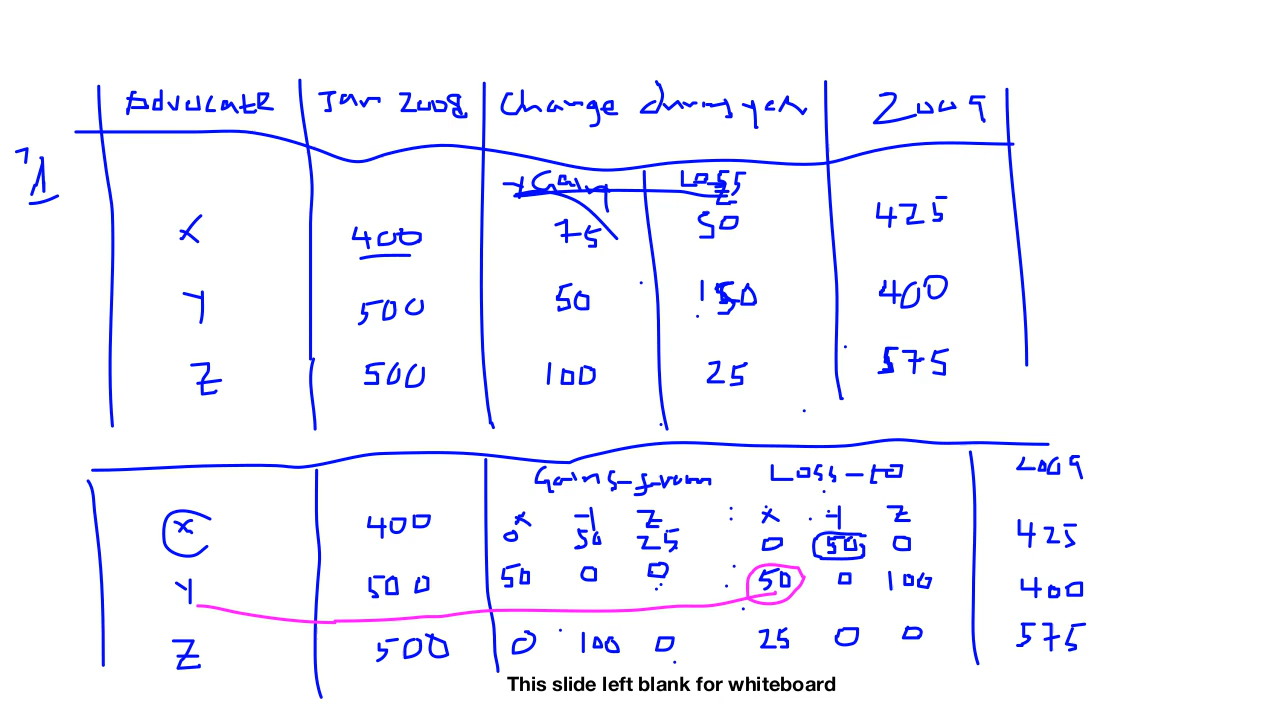 Advocate Jan 2008 Change during year 2009
1
Gain Loss
X 400 75 50 425
Y 500 50 150 400
Z 500 100 25 575
Gains-from Loss-to 2009
X Y Z : X Y Z
X 400 0 50 25 0 50 0 425
Y 500 50 0 0 50 0 100 400
Z 500 0 100 0 25 0 0 575
This slide left blank for whiteboard